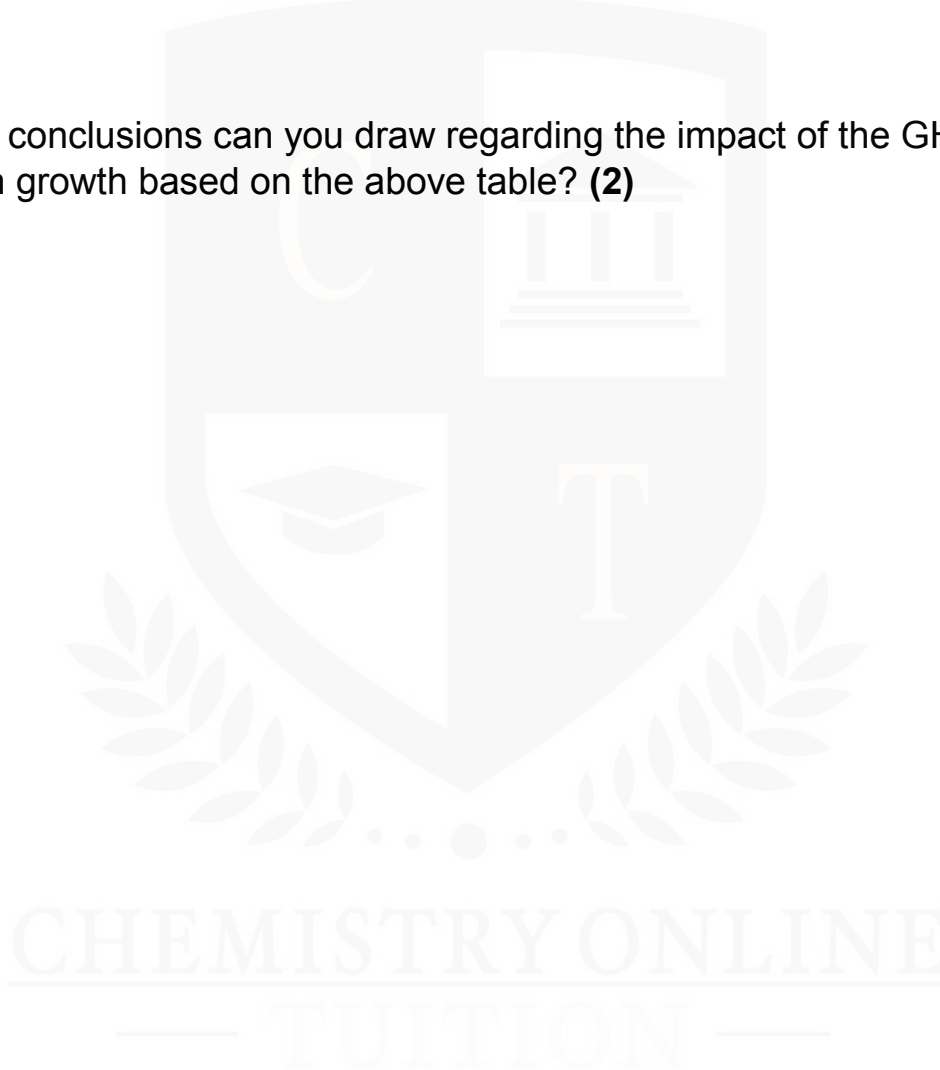 conclusions can you draw regarding the impact of the GH
growth based on the above table? (2)
C
T
CHEMISTRY ONLINE
TUITION